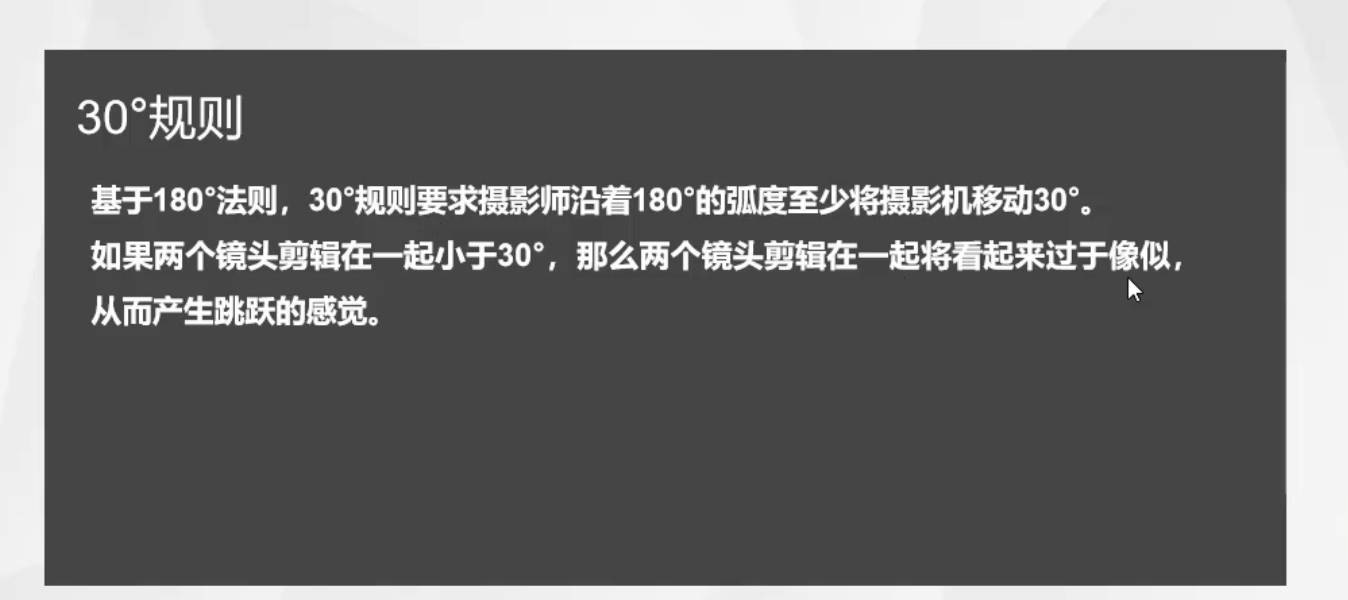 30°规则
基于180°法则，30°规则要求摄影师沿着180°的弧度至少将摄影机移动30°。
如果两个镜头剪辑在一起小于30°，那么两个镜头剪辑在一起将看起来过于像似，
从而产生跳跃的感觉。